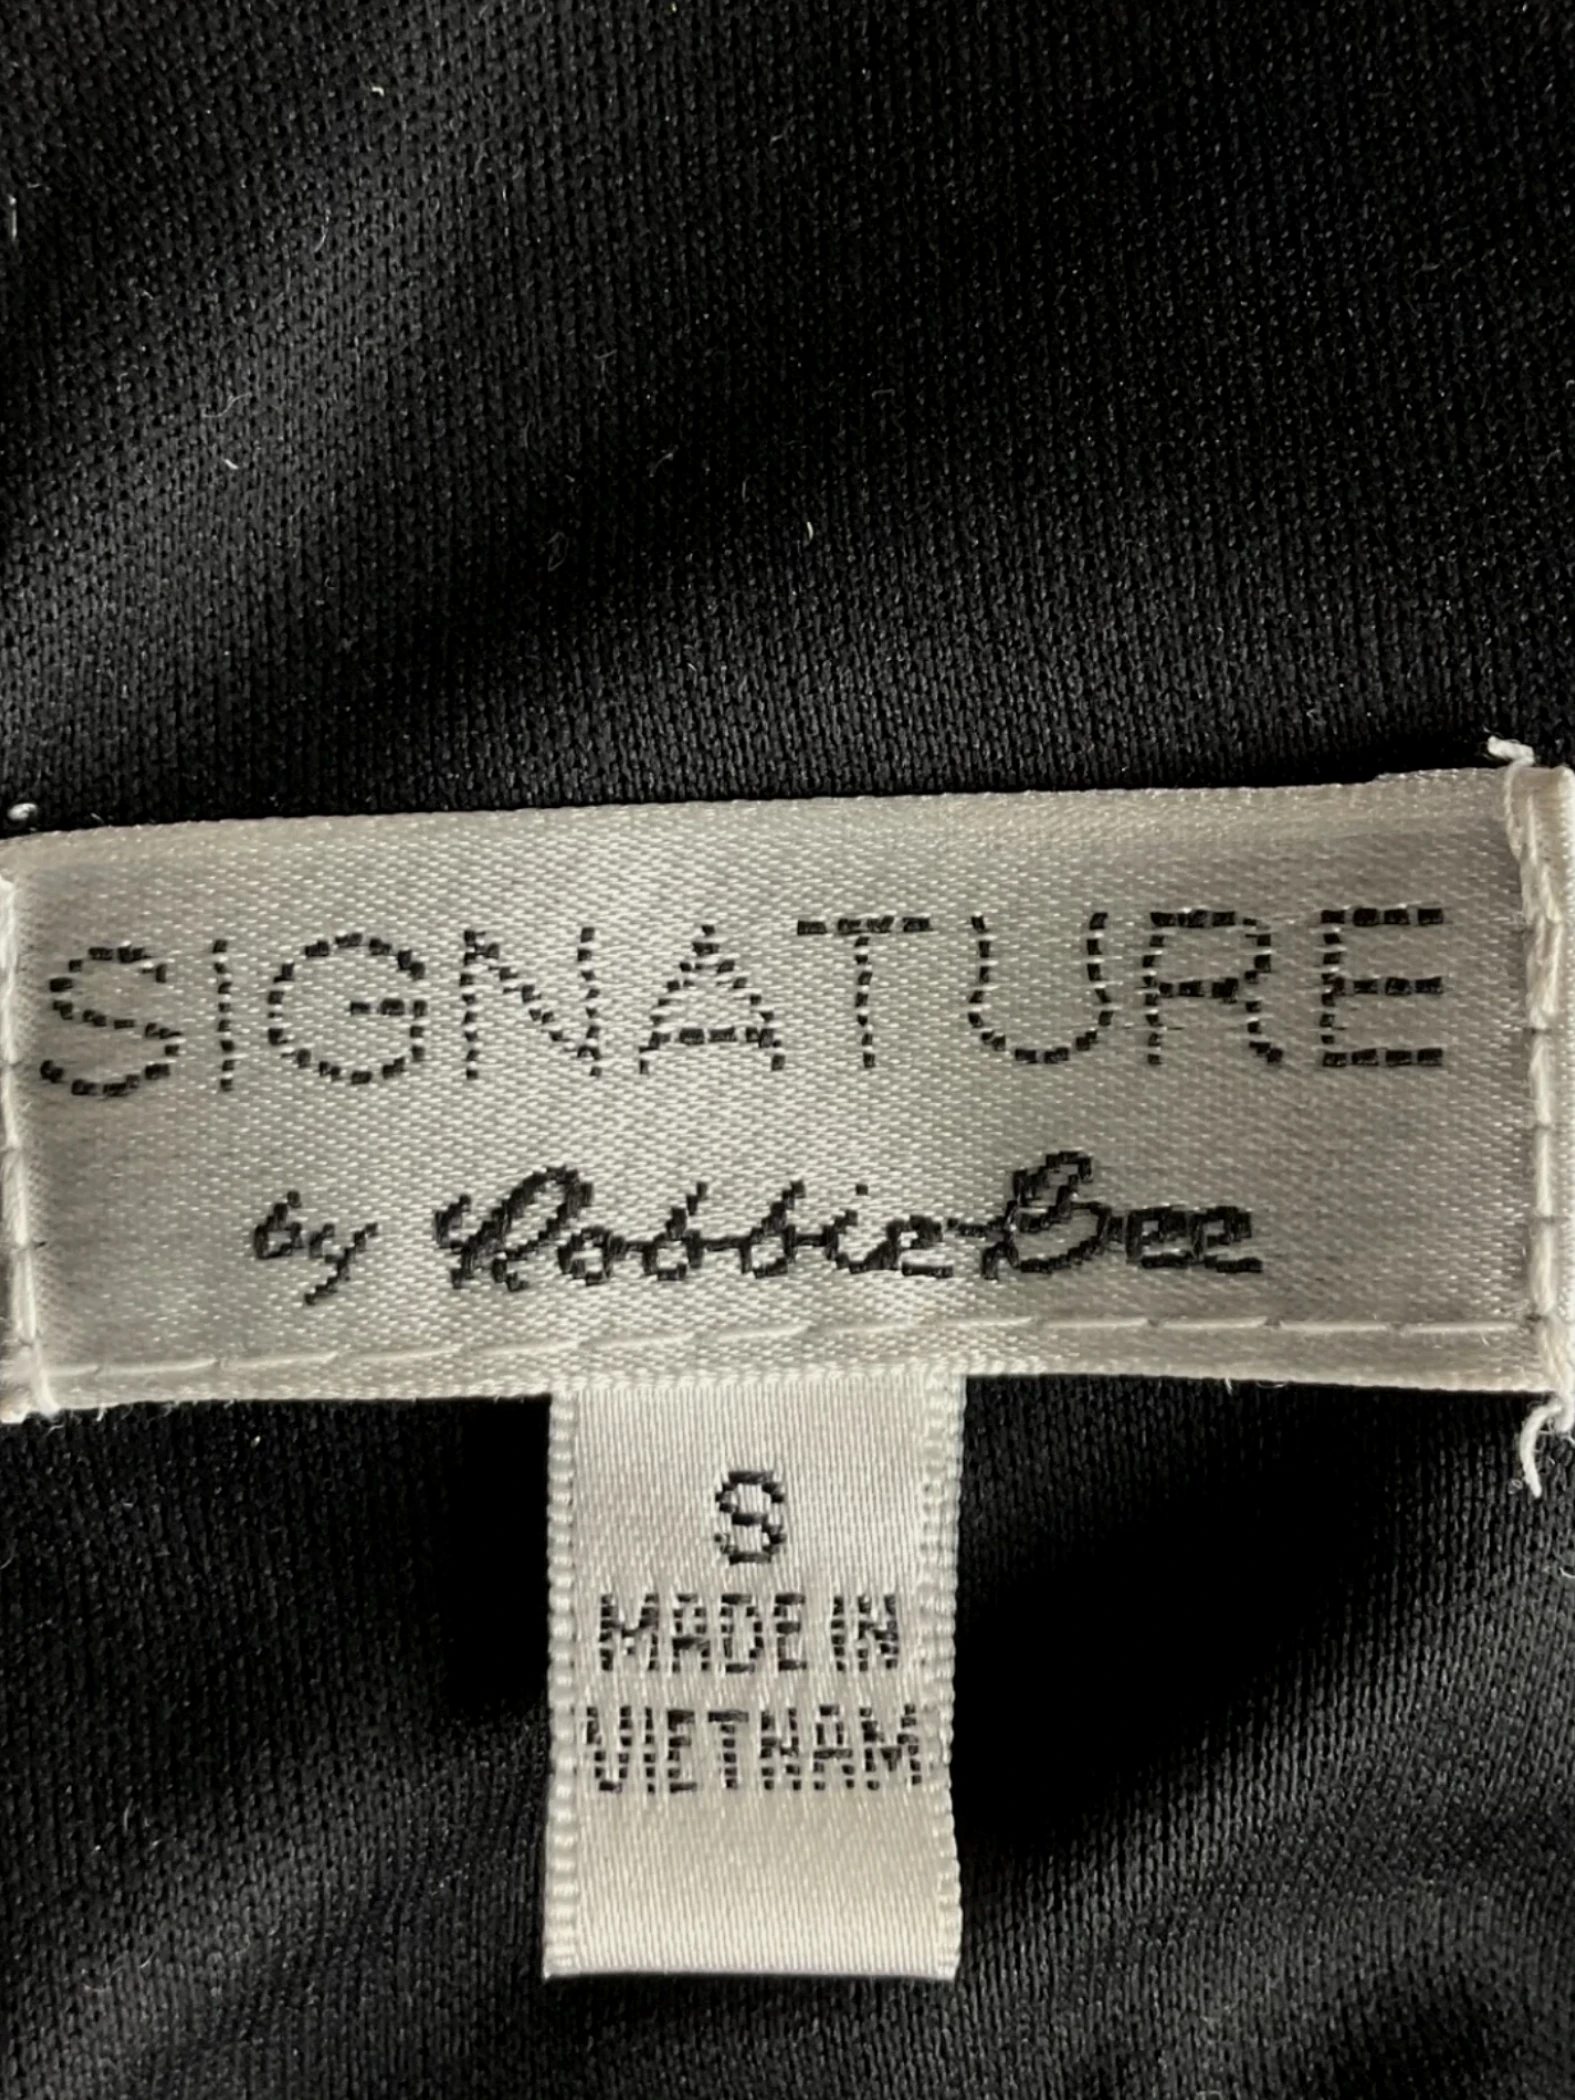 SIGNATURE
by Robbie Bee
S
MADE IN
VIETNAM